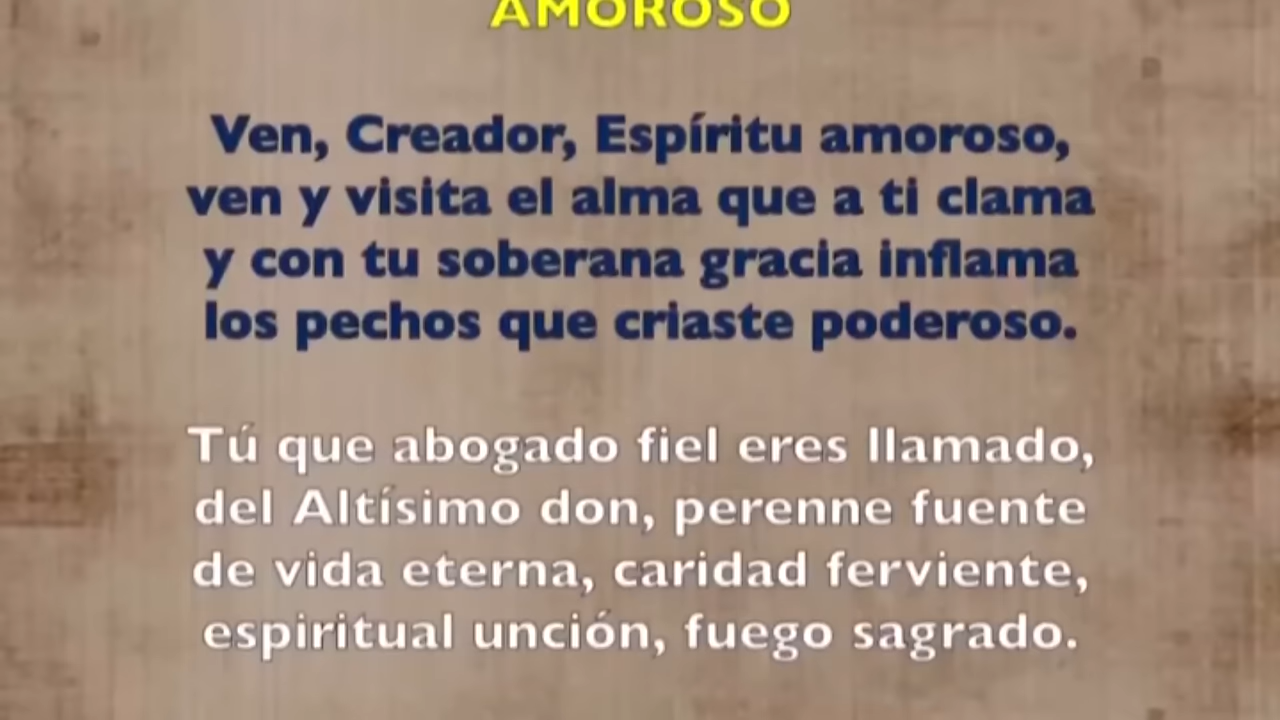 AMOROSO
Ven, Creador, Espíritu amoroso,
ven y visita el alma que a ti clama
y con tu soberana gracia inflama
los pechos que criaste poderoso.
Tú que abogado fiel eres llamado,
del Altísimo don, perenne fuente
de vida eterna, caridad ferviente,
espiritual unción, fuego sagrado.